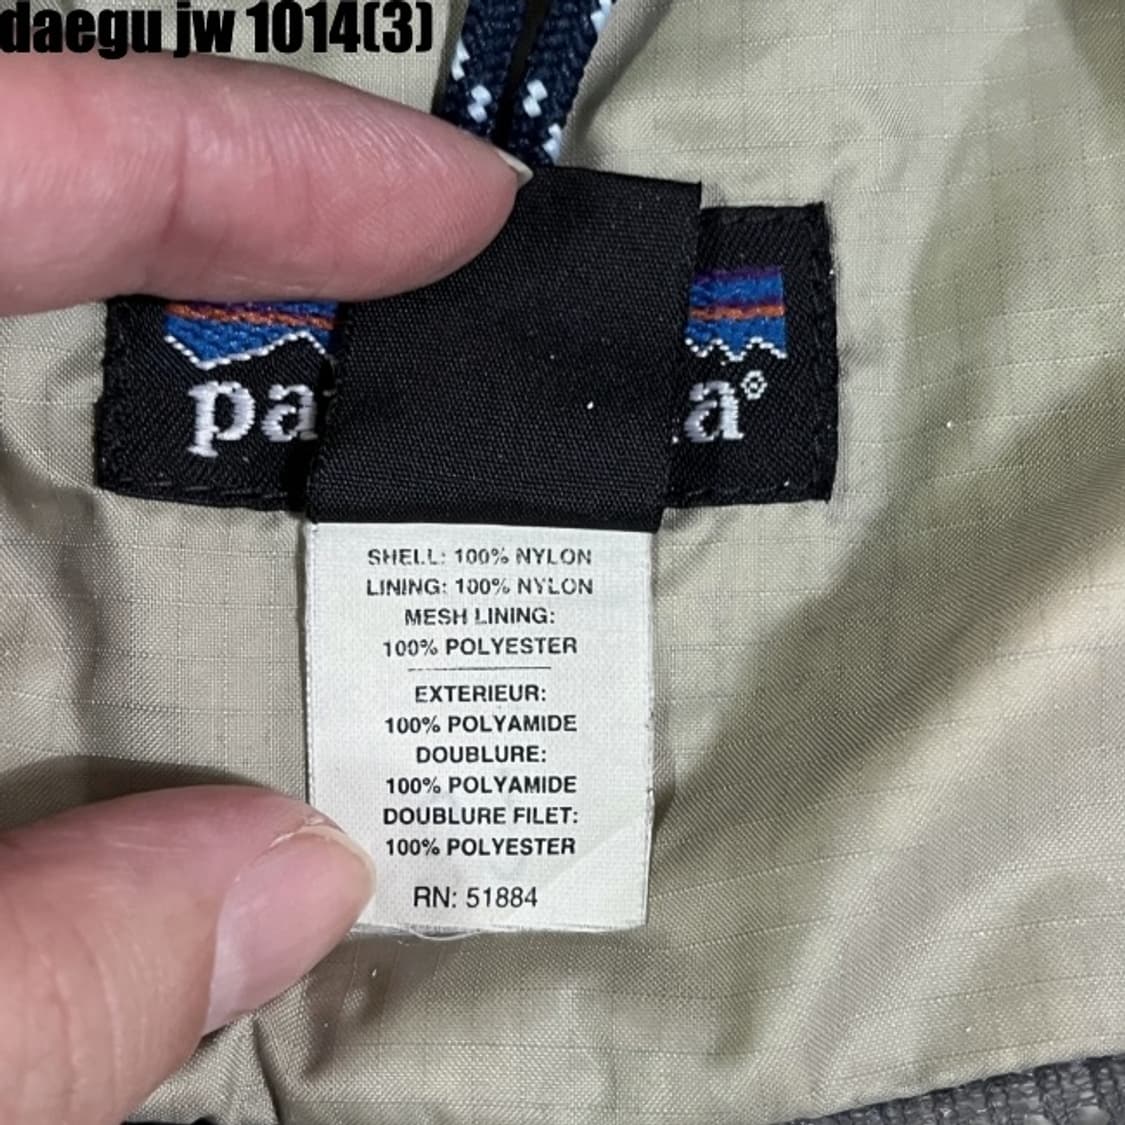 daegu jw 1014(3)
pa a®
SHELL: 100% NYLON
LINING: 100% NYLON
MESH LINING:
100% POLYESTER
EXTERIEUR:
100% POLYAMIDE
DOUBLURE:
100% POLYAMIDE
DOUBLURE FILET:
100% POLYESTER
RN: 51884